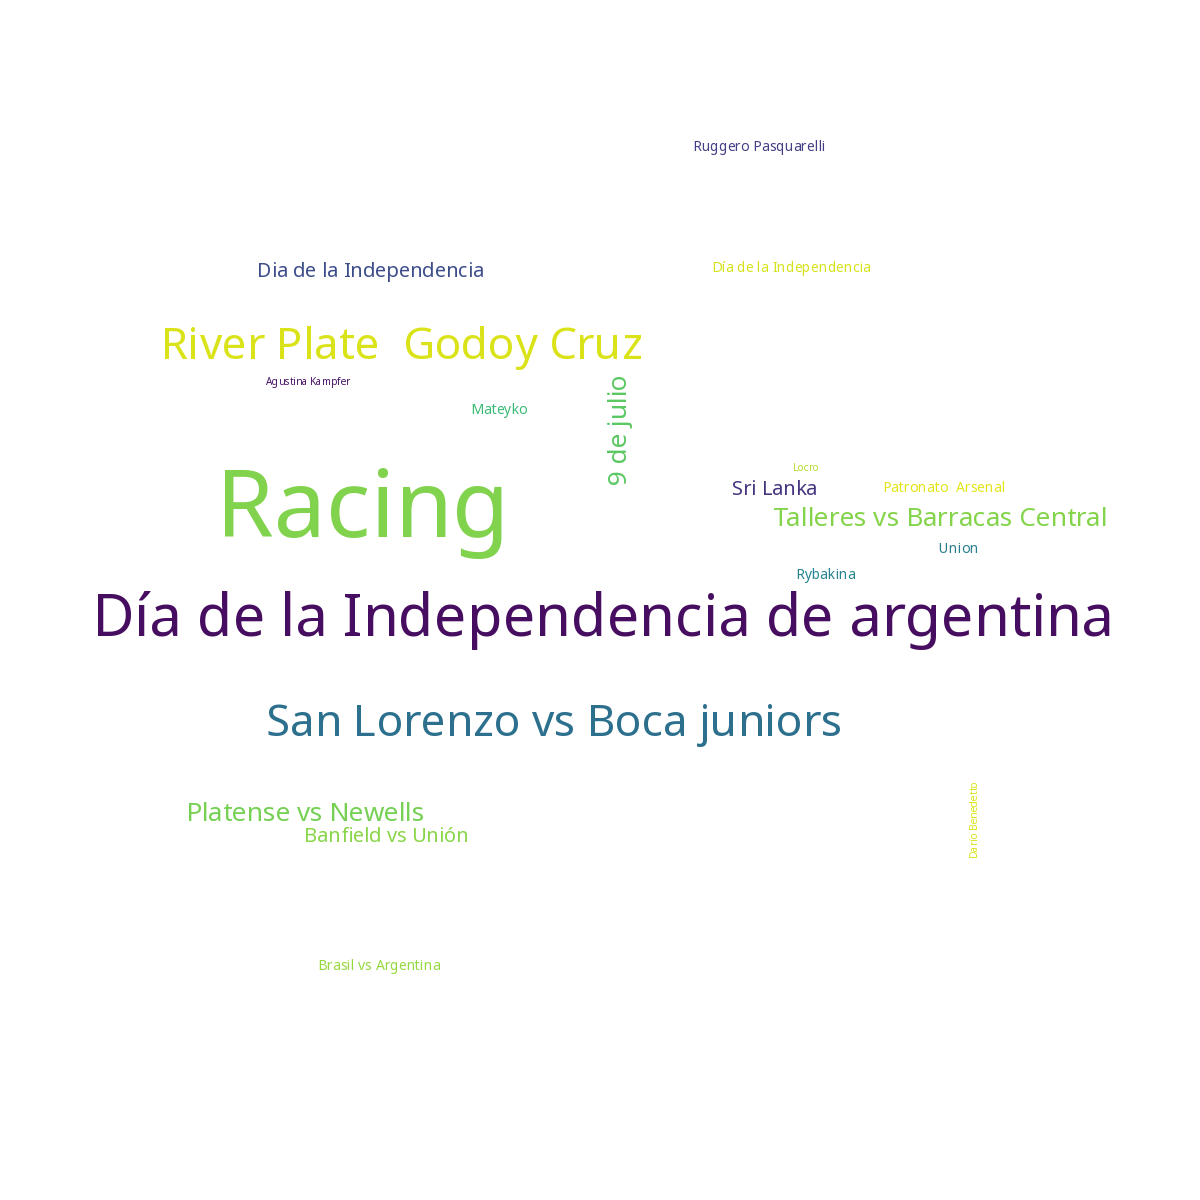 Ruggero Pasquarelli
Dia de la Independencia
Día de la Independencia
River Plate  Godoy Cruz
Agustina Kampfer
Mateyko
9 de julio
Racing
Locro
Sri Lanka
Patronato  Arsenal
Talleres vs Barracas Central
Union
Rybakina
Día de la Independencia de argentina
San Lorenzo vs Boca juniors
Platense vs Newells
Banfield vs Unión
Darío Benedetto
Brasil vs Argentina